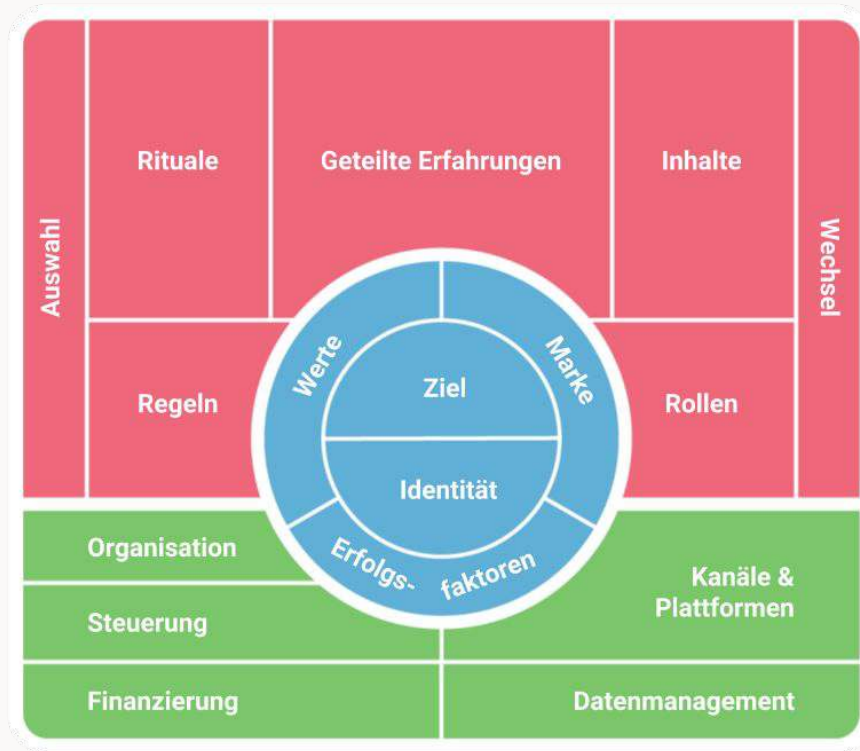 Auswahl
Rituale
Geteilte Erfahrungen
Inhalte
Wechsel
Regeln
Rollen
Werte
Marke
Ziel
Identität
Erfolgs-
faktoren
Organisation
Steuerung
Finanzierung
Kanäle &
Plattformen
Datenmanagement